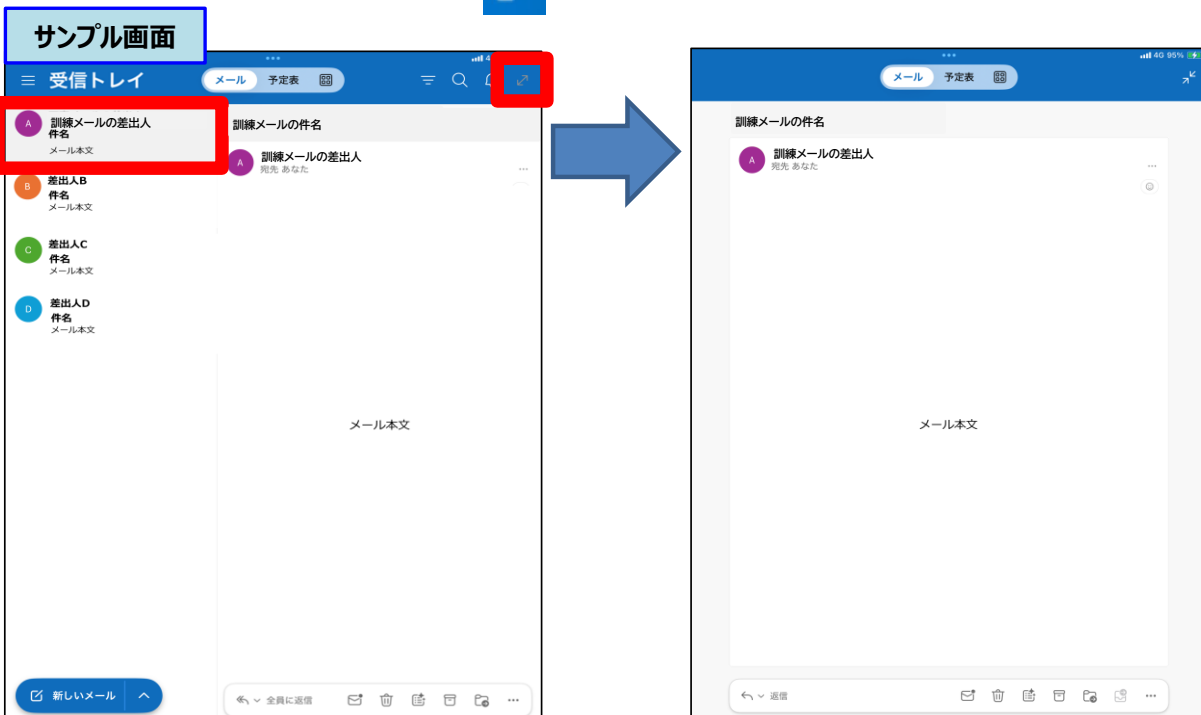 サンプル画面
4
受信トレイ
メール 予定表
A 訓練メールの差出人
件名
メール本文
B 差出人B
件名
メール本文
C 差出人C
件名
メール本文
D 差出人D
件名
メール本文
新しいメール
訓練メールの件名
A 訓練メールの差出人
宛先 あなた
メール本文
全員に返信
4G 95%
メール 予定表
訓練メールの件名
A 訓練メールの差出人
宛先 あなた
メール本文
返信